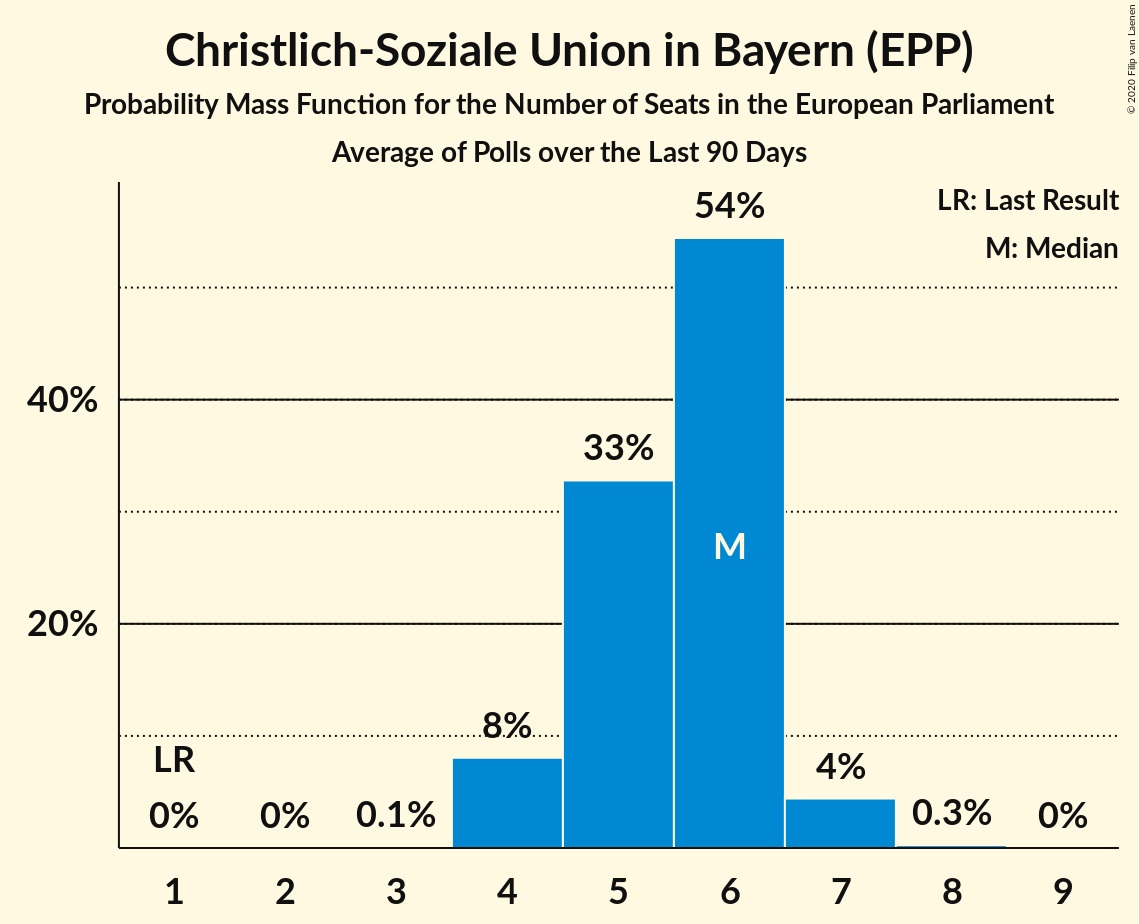 Christlich-Soziale Union in Bayern (EPP)
Probability Mass Function for the Number of Seats in the European Parliament
Average of Polls over the Last 90 Days
© 2020 Filip van Laenen
LR: Last Result
M: Median
54%
40%
33%
M
20%
8%
LR
4%
0%
0%
0.1%
0.3%
0%
1 2 3 4 5 6 7 8 9